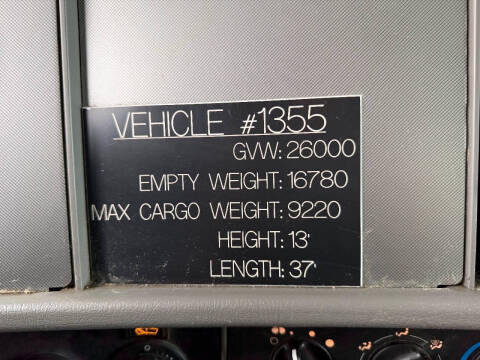 VEHICLE #1355
GVW: 26000
EMPTY WEIGHT: 16780
MAX CARGO WEIGHT: 9220
HEIGHT: 13'
LENGTH: 37'